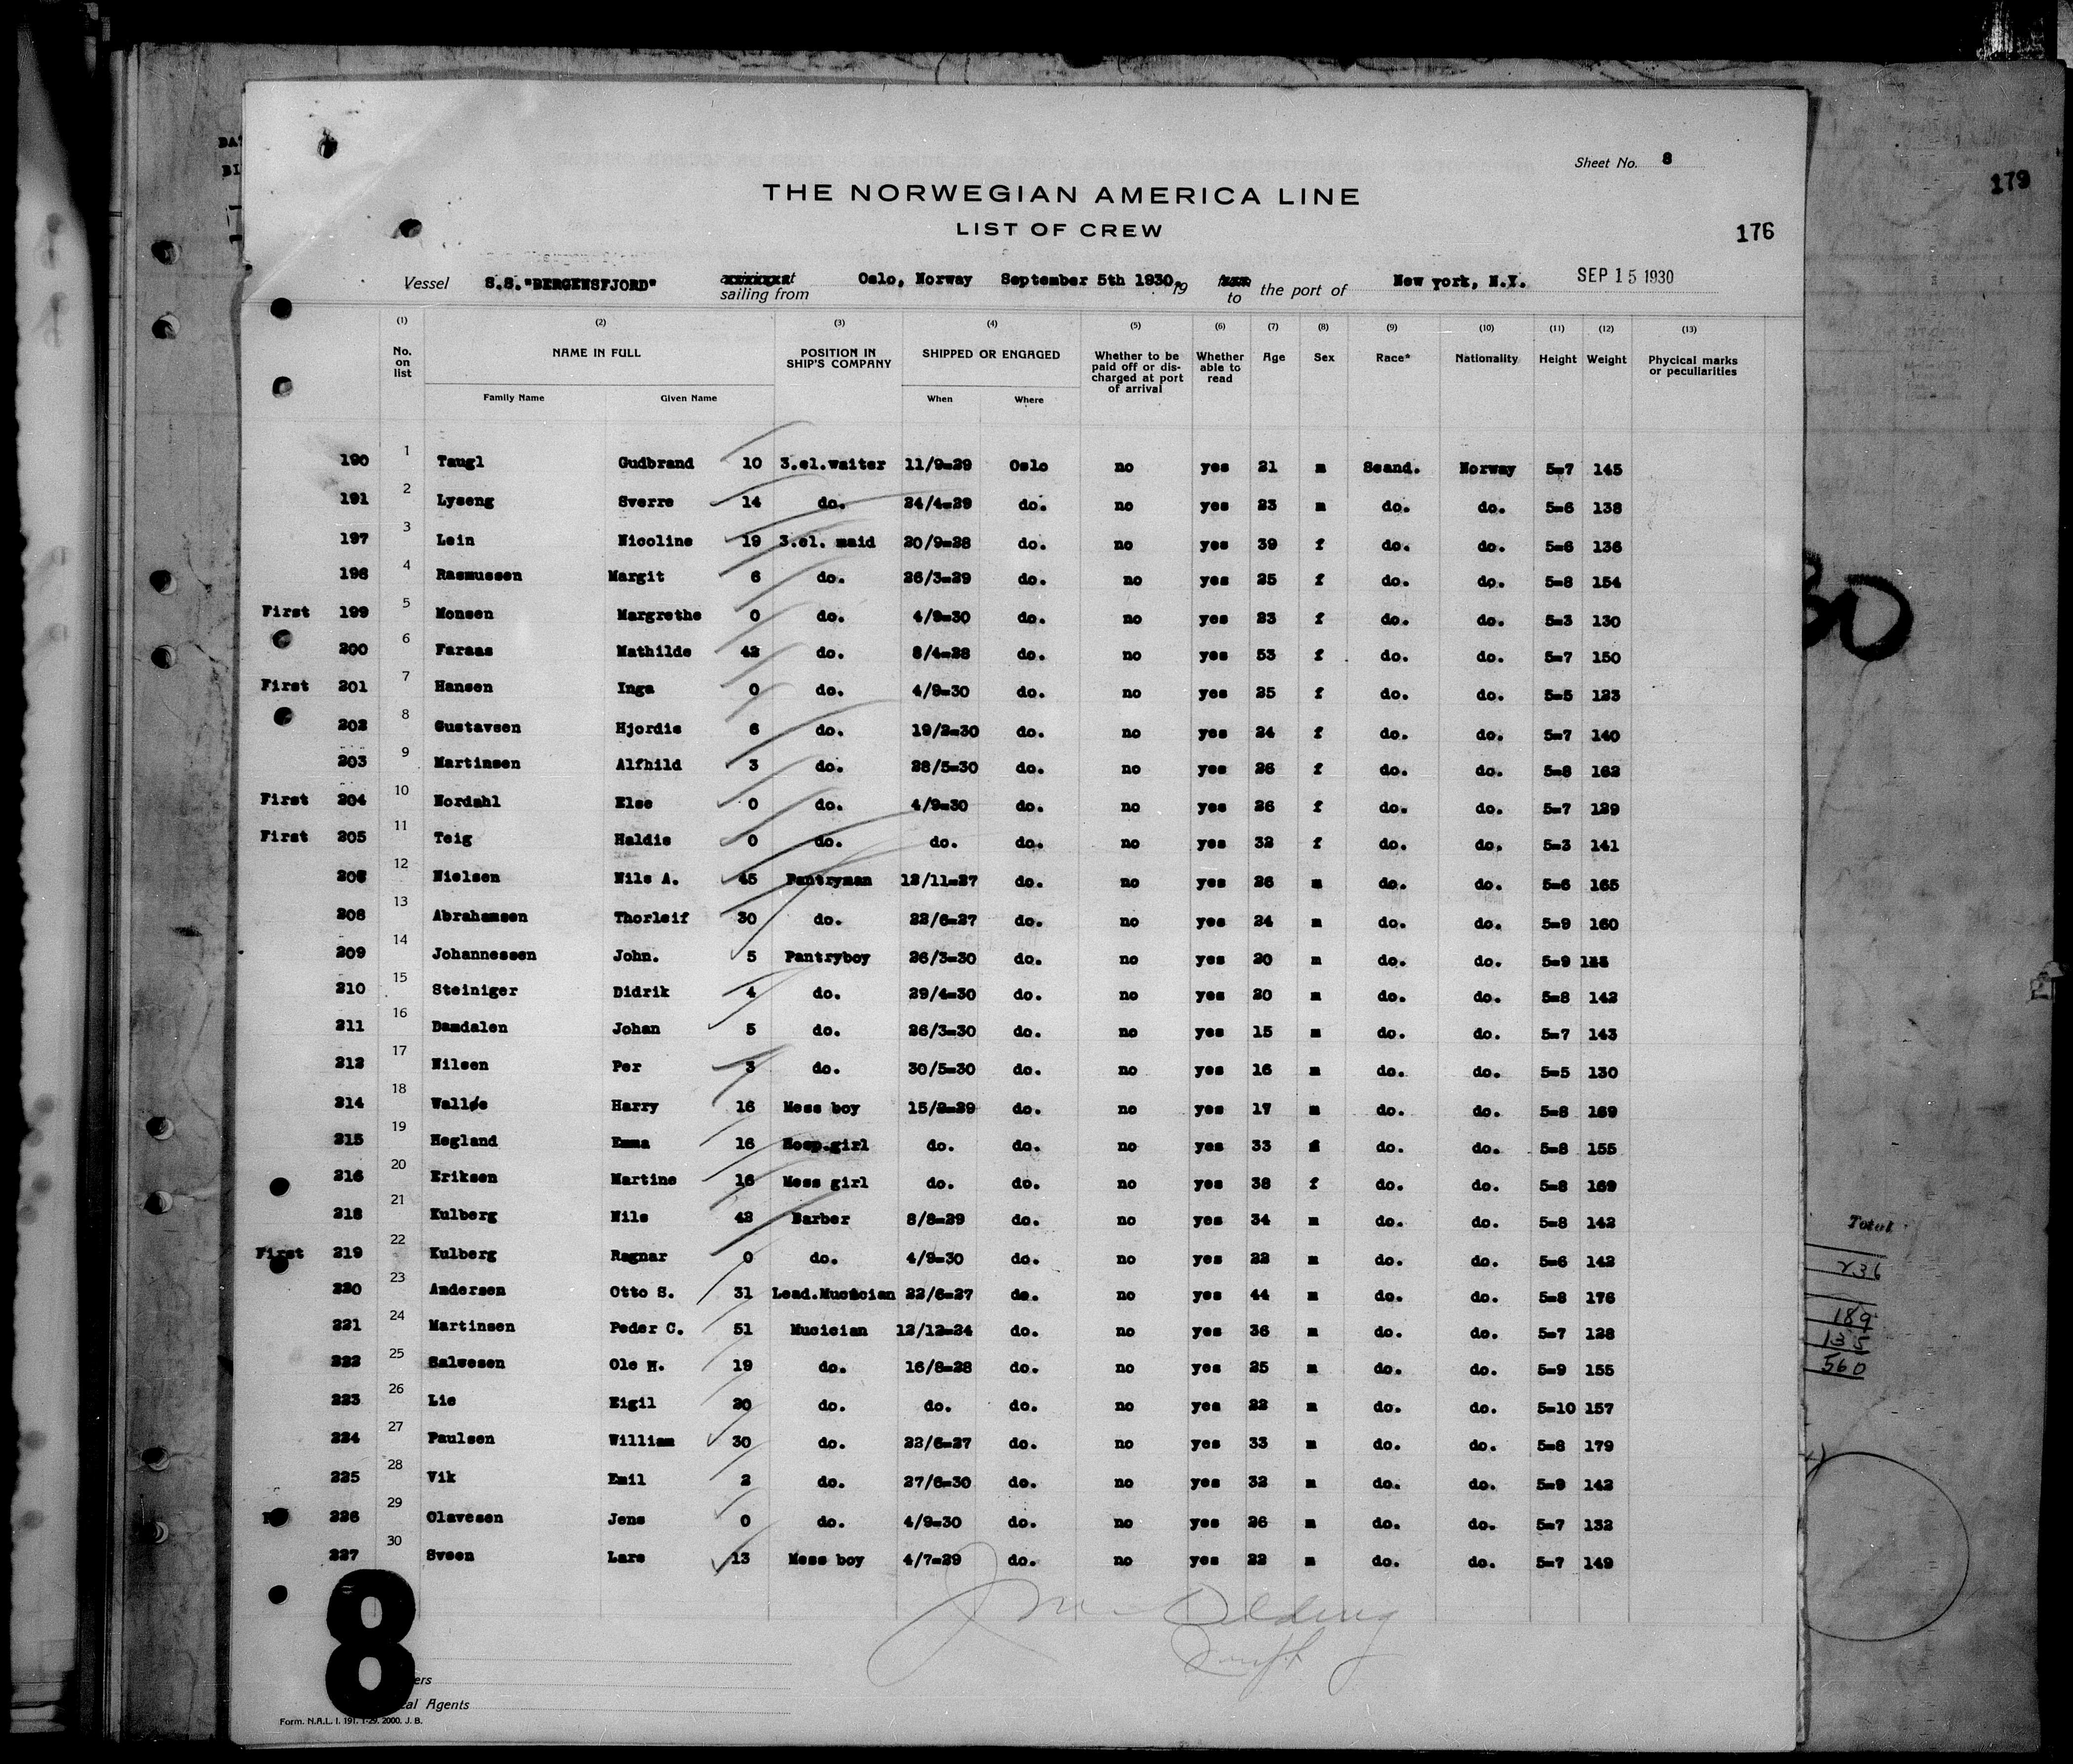 Sheet No. 8
179
THE NORWEGIAN AMERICA LINE
LIST OF CREW
176
Vessel S.S."BERGENSFJORD" sailing from Oslo, Norway September 5th 1930, 19 to the port of New york, N.Y. SEP 15 1930
(1) (2) (3) (4) (5) (6) (7) (8) (9) (10) (11) (12) (13)
No. on list NAME IN FULL POSITION IN SHIP'S COMPANY SHIPPED OR ENGAGED Whether to be paid off or discharged at port of arrival Whether able to read Age Sex Race* Nationality Height Weight Phycical marks or peculiarities
Family Name Given Name When Where
190 1 Taugl Gudbrand 10 3.cl.waiter 11/9=29 Oslo no yes 21 m Scand. Norway 5=7 145
191 2 Lyseng Sverre 14 do. 24/4=29 do. no yes 23 m do. do. 5=6 138
197 3 Lein Nicoline 19 3.cl. maid 20/9=28 do. no yes 39 f do. do. 5=6 136
198 4 Rasmussen Margit 6 do. 26/3=29 do. no yes 25 f do. do. 5=8 154
First 199 5 Monsen Margrethe 0 do. 4/9=30 do. no yes 23 f do. do. 5=3 130
200 6 Faraas Mathilde 42 do. 8/4=28 do. no yes 53 f do. do. 5=7 150
First 201 7 Hansen Inga 0 do. 4/9=30 do. no yes 25 f do. do. 5=5 123
202 8 Gustavsen Hjordis 6 do. 19/2=30 do. no yes 24 f do. do. 5=7 140
203 9 Martinsen Alfhild 3 do. 28/5=30 do. no yes 26 f do. do. 5=8 162
First 204 10 Nordahl Else 0 do. 4/9=30 do. no yes 26 f do. do. 5=7 129
First 205 11 Teig Haldis 0 do. do. do. no yes 32 f do. do. 5=3 141
12 Nielsen Nils A. 45 Pantryman 12/11=27 do. no yes 26 m do. do. 5=6 165
208 13 Abrahamsen Thorleif 30 do. 22/6=27 do. no yes 24 m do. do. 5=9 160
209 14 Johannessen John. 5 Pantryboy 26/3=30 do. no yes 20 m do. do. 5=9
210 15 Steiniger Didrik 4 do. 29/4=30 do. no yes 20 m do. do. 5=8 142
211 16 Damdalen Johan 5 do. 26/3=30 do. no yes 15 m do. do. 5=7 143
212 17 Nilsen Per 3 do. 30/5=30 do. no yes 16 m do. do. 5=5 130
214 18 Walløe Harry 16 Mess boy 15/8=29 do. no yes 17 m do. do. 5=8 169
215 19 Hegland Emma 16 Hosp.girl do. do. no yes 33 f do. do. 5=8 155
216 20 Eriksen Martine 16 Mess girl do. do. no yes 38 f do. do. 5=8 169
218 21 Kulberg Nils 42 Barber 8/8=29 do. no yes 34 m do. do. 5=8 142
First 219 22 Kulberg Ragnar 0 do. 4/9=30 do. no yes 22 m do. do. 5=6 142
220 23 Andersen Otto S. 31 Lead.Musician 22/6=27 do. no yes 44 m do. do. 5=8 176
221 24 Martinsen Peder C. 51 Musician 12/12=24 do. no yes 36 m do. do. 5=7 128
222 25 Salvesen Ole H. 19 do. 16/8=28 do. no yes 25 m do. do. 5=9 155
223 26 Lie Eigil 20 do. do. do. no yes 22 m do. do. 5=10 157
224 27 Paulsen William 30 do. 22/6=27 do. no yes 33 m do. do. 5=8 179
225 28 Vik Emil 2 do. 27/6=30 do. no yes 32 m do. do. 5=9 142
226 29 Olavesen Jens 0 do. 4/9=30 do. no yes 26 m do. do. 5=7 132
227 30 Sveen Lars 13 Mess boy 4/7=29 do. no yes 22 m do. do. 5=7 149
Total
236
189
135
560
8
Agents
Form. N.A.L. I. 191. 1-29. 2000. J. B.